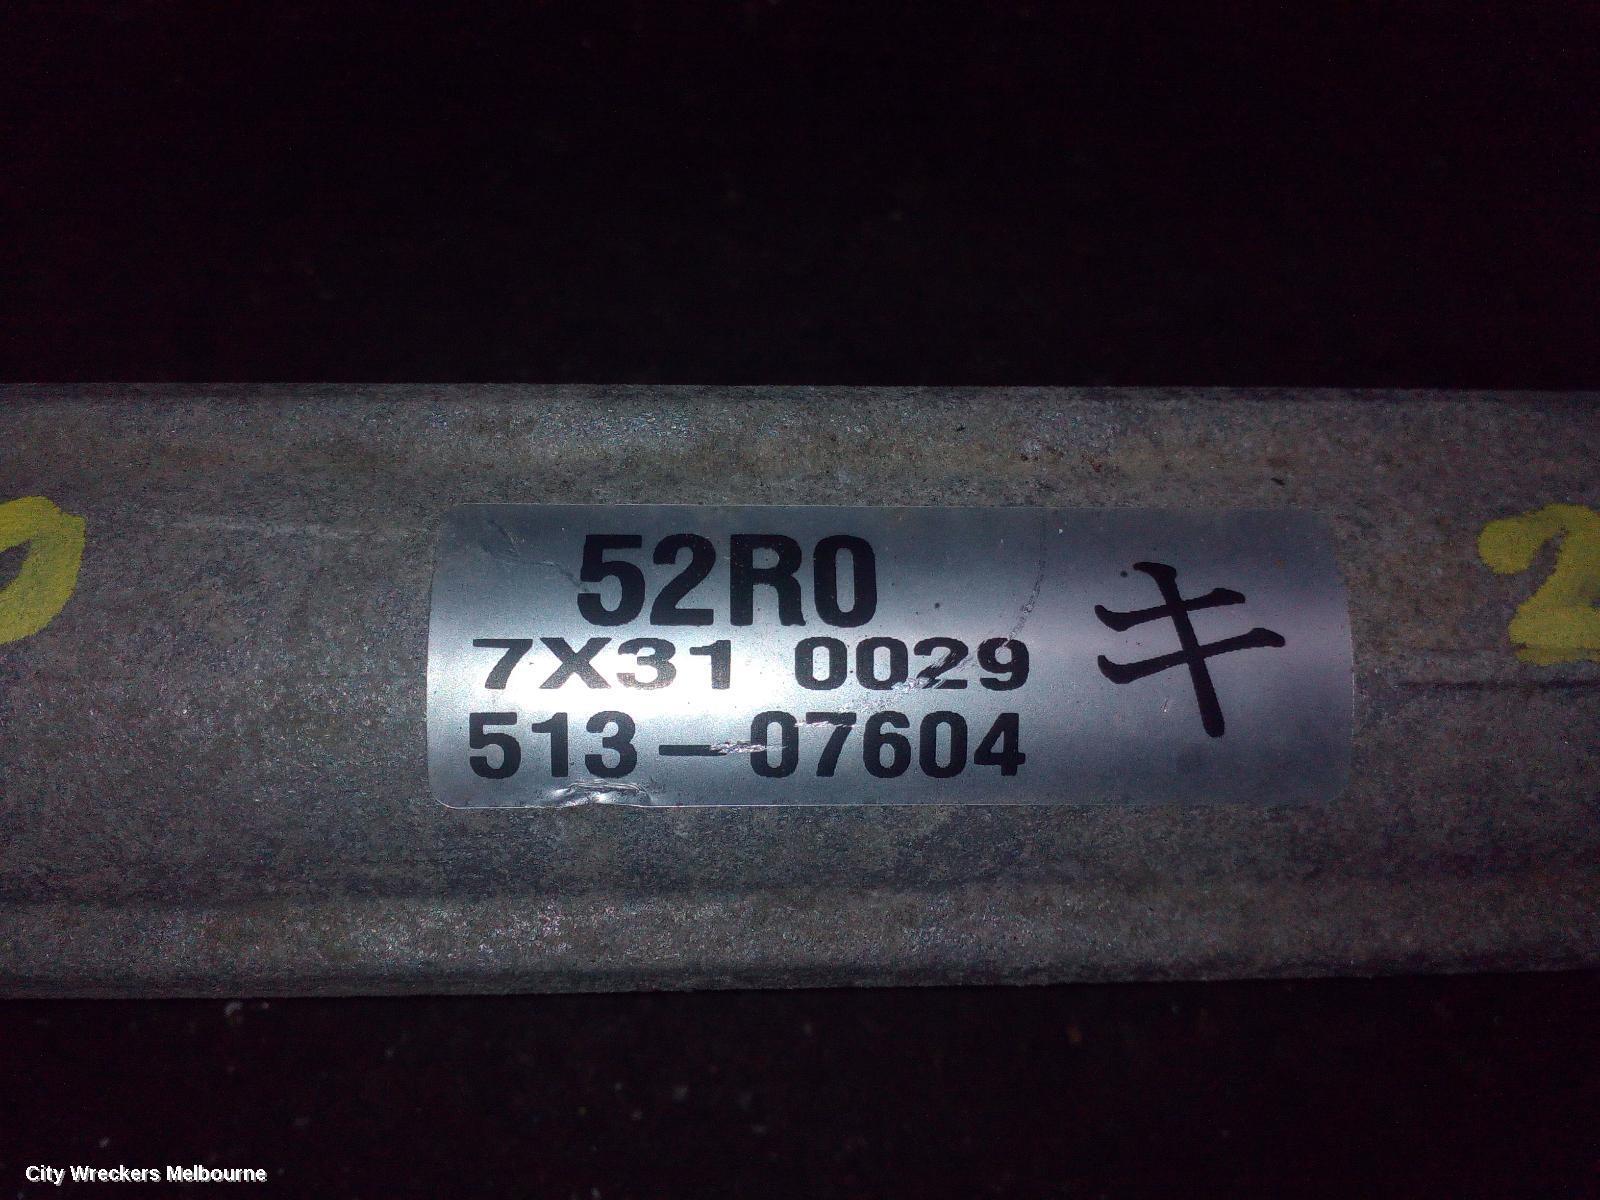 52R0
7X31 0029
513-07604
キ
City Wreckers Melbourne